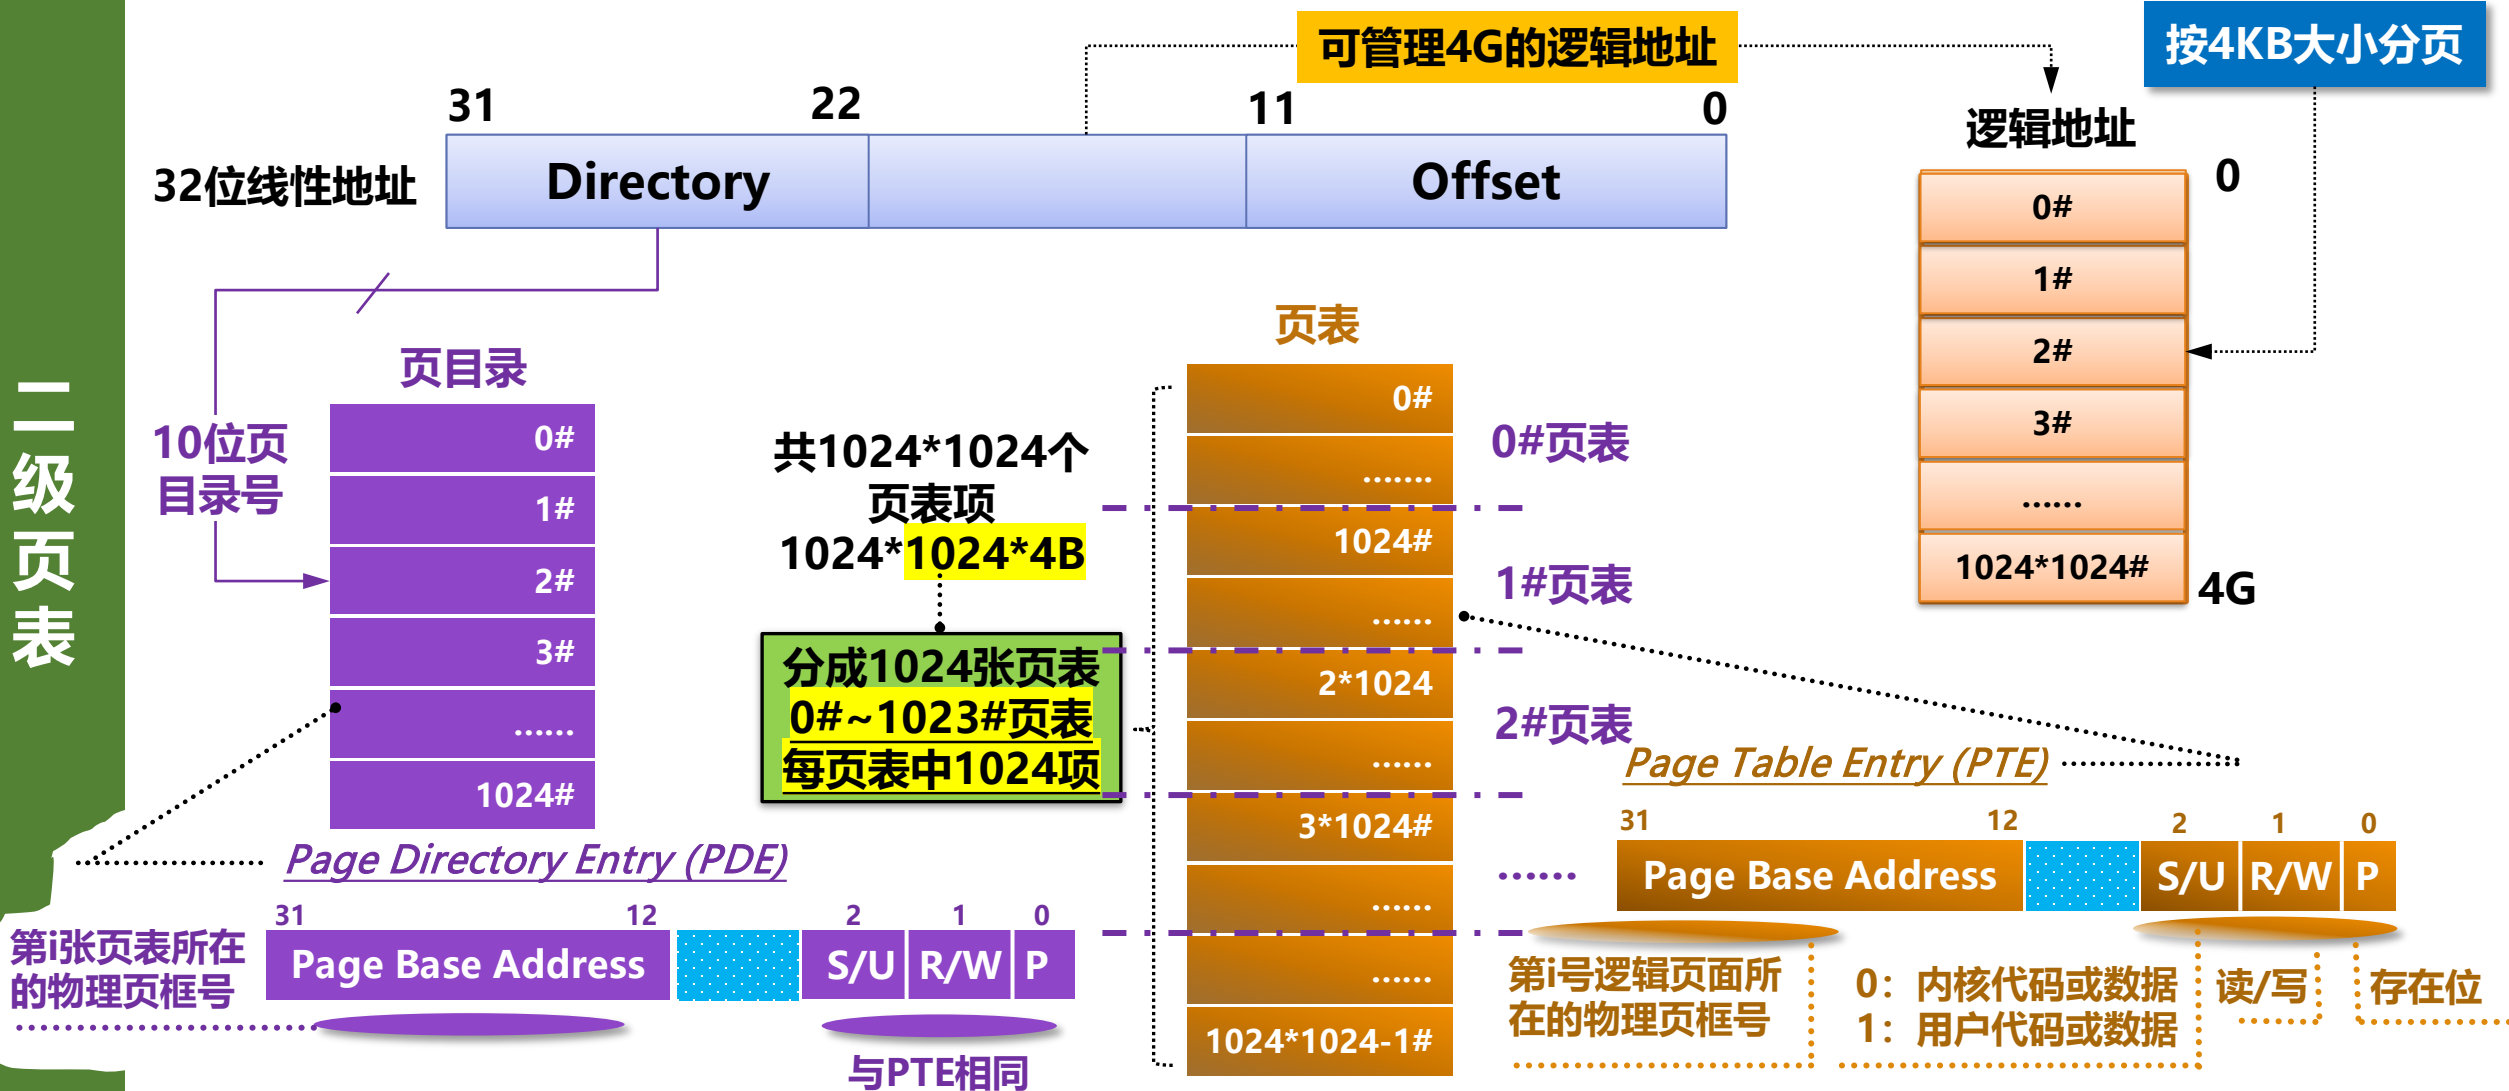 二级页表
可管理4G的逻辑地址
按4KB大小分页
31
22
11
0
32位线性地址
Directory
Offset
逻辑地址
0
0#
1#
2#
3#
......
1024*1024#
4G
10位页
目录号
页目录
0#
1#
2#
3#
......
1024#
共1024*1024个
页表项
1024*1024*4B
分成1024张页表
0#~1023#页表
每页表中1024项
页表
0#
.......
1024#
......
2*1024
......
3*1024#
......
......
1024*1024-1#
0#页表
1#页表
2#页表
......
Page Directory Entry (PDE)
31
12
2
1
0
Page Base Address
S/U
R/W
P
第i张页表所在
的物理页框号
与PTE相同
Page Table Entry (PTE)
31
12
2
1
0
Page Base Address
S/U
R/W
P
第i号逻辑页面所
在的物理页框号
0：内核代码或数据
1：用户代码或数据
读/写
存在位